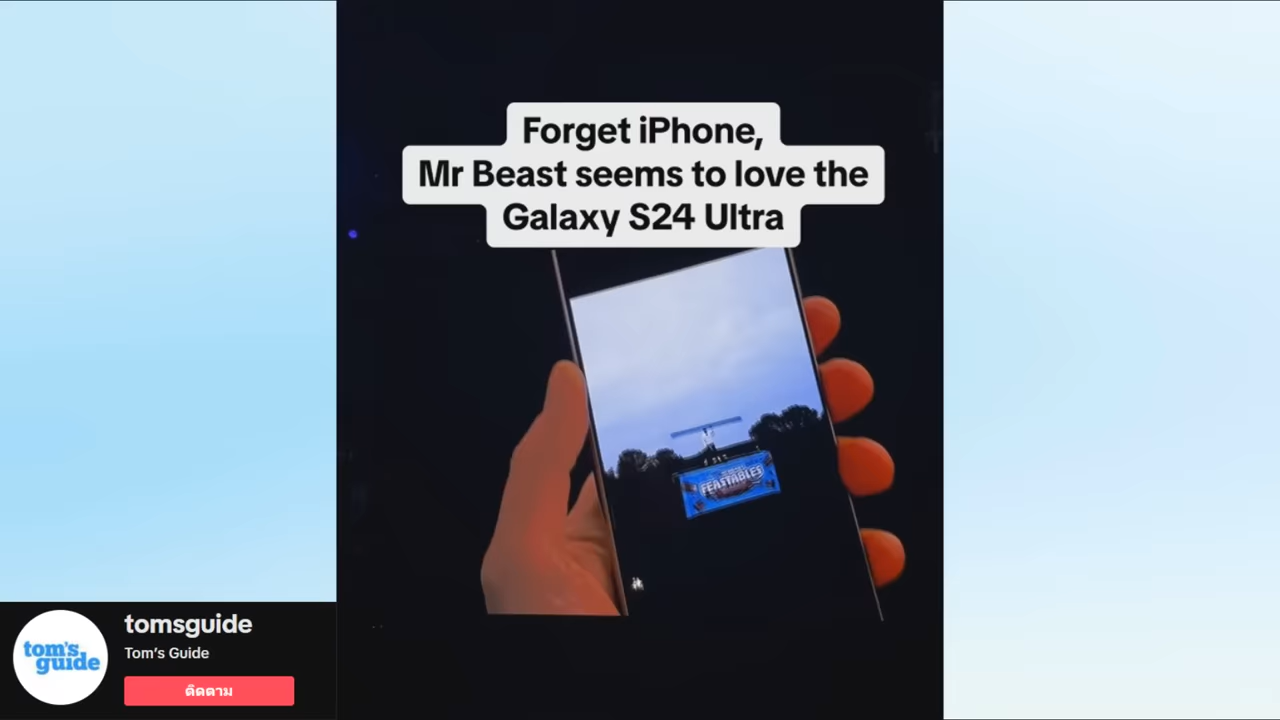 Forget iPhone,
Mr Beast seems to love the
Galaxy S24 Ultra
FEASTABLES
tom's
guide
tomsguide
Tom's Guide
ติดตาม